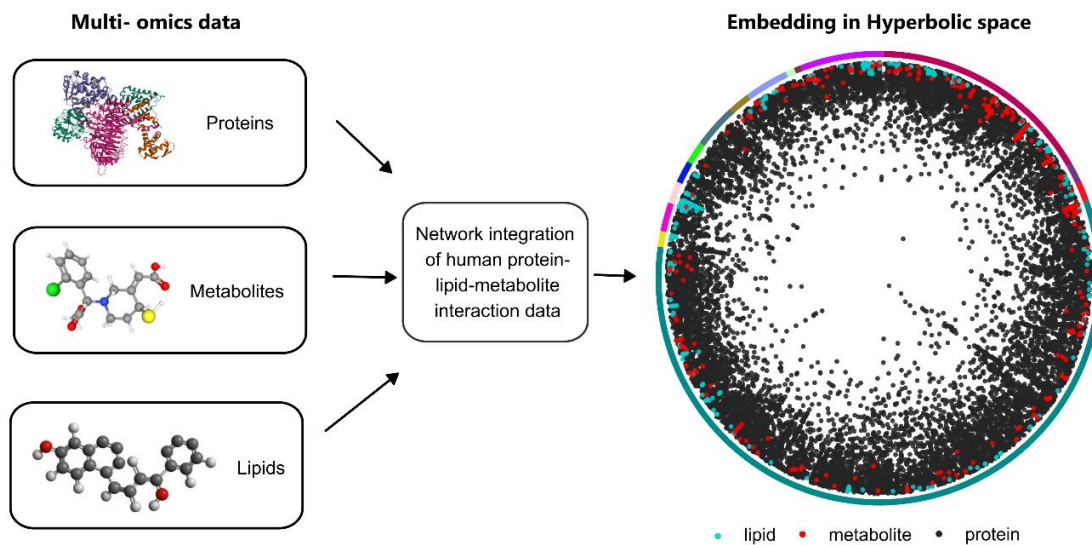 Multi- omics data
Embedding in Hyperbolic space
Proteins
Metabolites
Lipids
Network integration
of human protein-
lipid-metabolite
interaction data
lipid
metabolite
protein